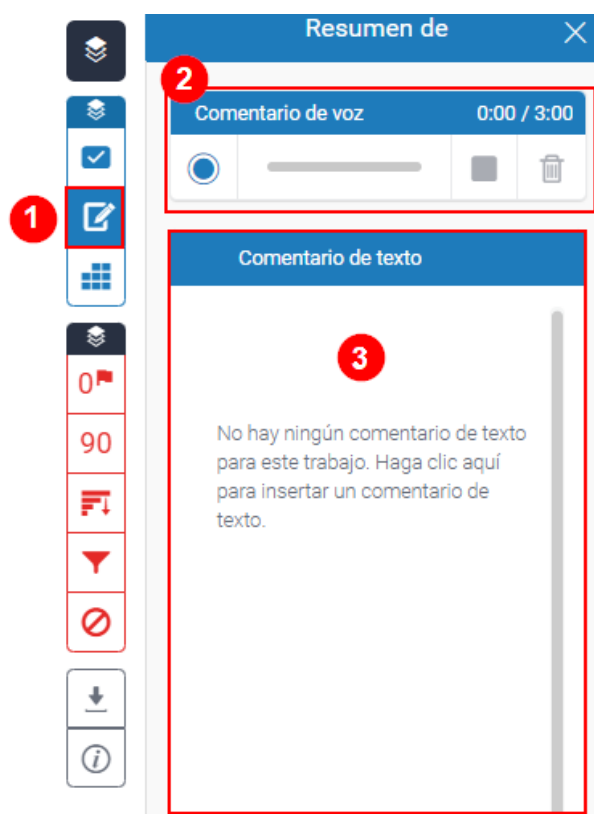 Resumen de
2
Comentario de voz 0:00 / 3:00
1
Comentario de texto
3
0
90
No hay ningún comentario de texto
para este trabajo. Haga clic aquí
para insertar un comentario de
texto.
i